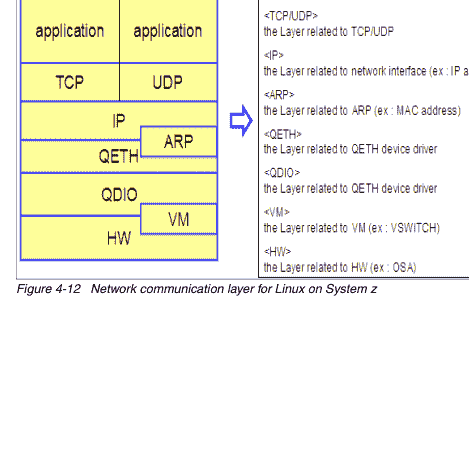 application application
TCP UDP
IP
ARP
QETH
QDIO
VM
HW
<TCP/UDP>
the Layer related to TCP/UDP
<IP>
the Layer related to network interface (ex : IP a
<ARP>
the Layer related to ARP (ex : MAC address)
<QETH>
the Layer related to QETH device driver
<QDIO>
the Layer related to QETH device driver
<VM>
the Layer related to VM (ex : VSWITCH)
<HW>
the Layer related to HW (ex : OSA)
Figure 4-12 Network communication layer for Linux on System z